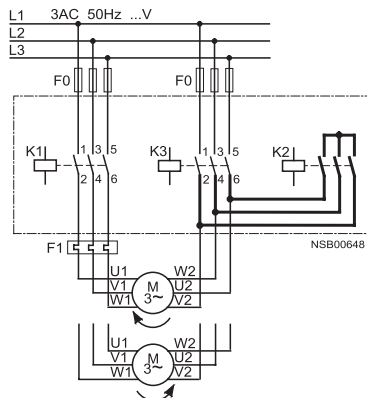 L1 3AC 50Hz ...V
L2
L3
F0 F0
K1 1 3 5 K3 1 3 5 K2
2 4 6 2 4 6
NSB00648
F1
U1 W2
V1 M U2
W1 3~ V2
U1 W2
V1 M U2
W1 3~ V2